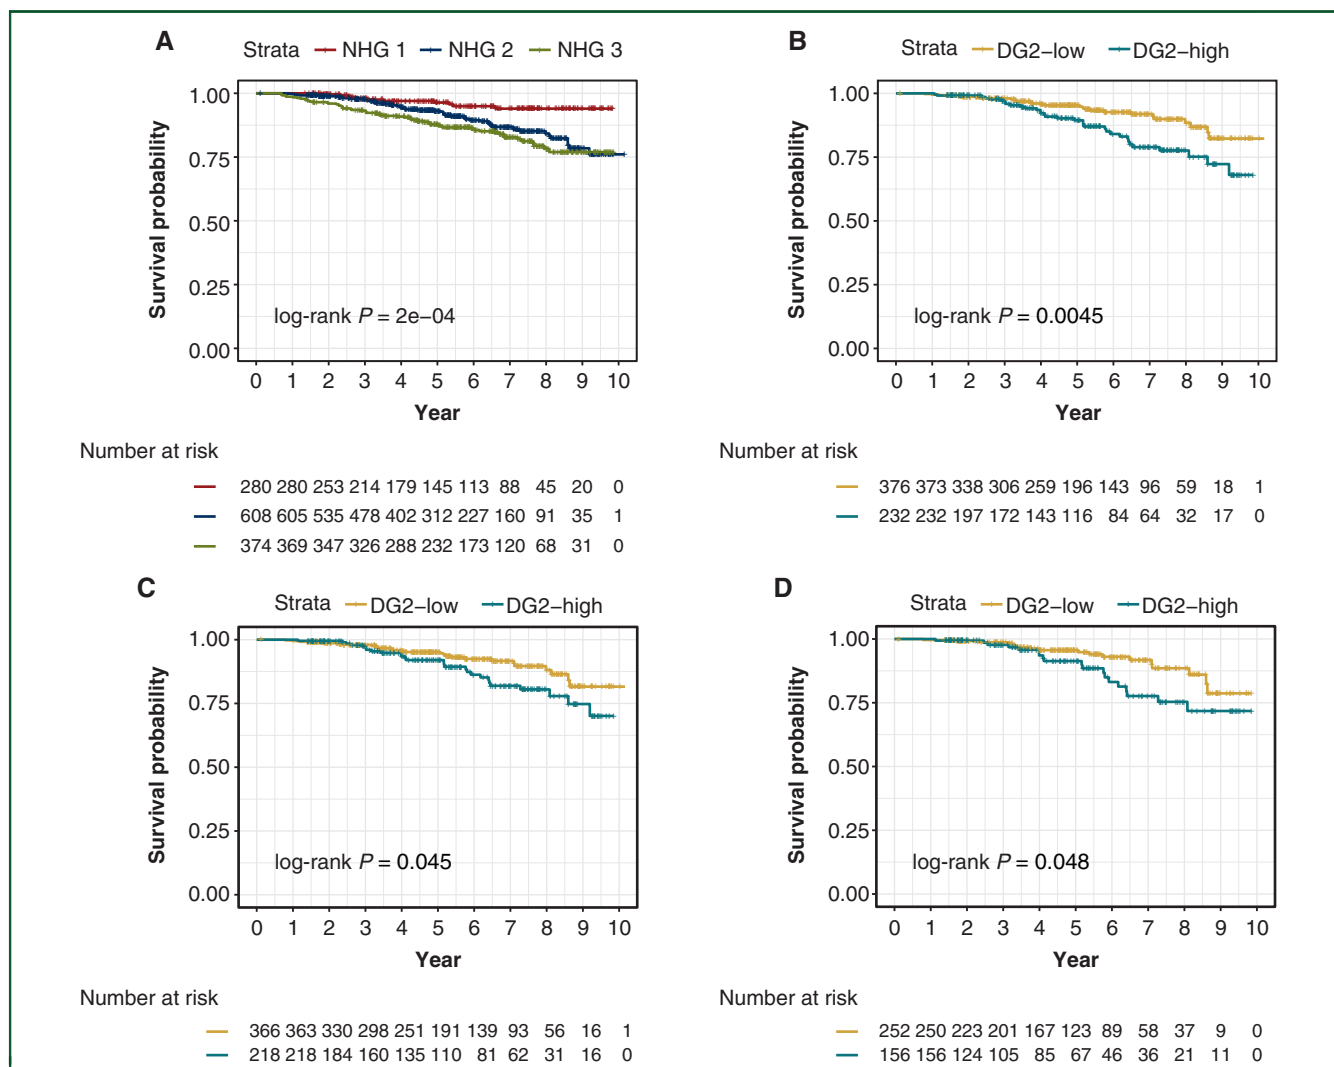 A
Strata NHG 1 NHG 2 NHG 3
1.00
0.75
0.50
0.25
0.00
Survival probability
log-rank P = 2e−04
0 1 2 3 4 5 6 7 8 9 10
Year
Number at risk
280 280 253 214 179 145 113 88 45 20 0
608 605 535 478 402 312 227 160 91 35 1
374 369 347 326 288 232 173 120 68 31 0
B
Strata DG2−low DG2−high
1.00
0.75
0.50
0.25
0.00
Survival probability
log-rank P = 0.0045
0 1 2 3 4 5 6 7 8 9 10
Year
Number at risk
376 373 338 306 259 196 143 96 59 18 1
232 232 197 172 143 116 84 64 32 17 0
C
Strata DG2−low DG2−high
1.00
0.75
0.50
0.25
0.00
Survival probability
log-rank P = 0.045
0 1 2 3 4 5 6 7 8 9 10
Year
Number at risk
366 363 330 298 251 191 139 93 56 16 1
218 218 184 160 135 110 81 62 31 16 0
D
Strata DG2−low DG2−high
1.00
0.75
0.50
0.25
0.00
Survival probability
log-rank P = 0.048
0 1 2 3 4 5 6 7 8 9 10
Year
Number at risk
252 250 223 201 167 123 89 58 37 9 0
156 156 124 105 85 67 46 36 21 11 0